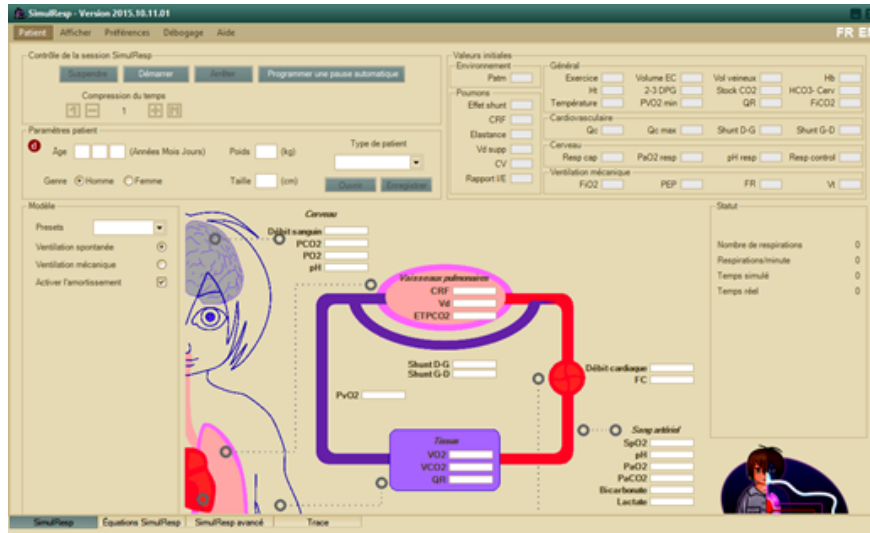 SimulResp - Version 2015.10.11.01
Patient Afficher Préférences Débogage Aide
FR EN
Contrôle de la session SimulResp
Suspendre Démarrer Arrêter Programmer une pause automatique
Compression du temps
1
Paramètres patient
d
Age (Années Mois Jours) Poids (kg) Type de patient
Genre Homme Femme Taille (cm) Ouvrir Enregistrer
Valeurs initiales
Environnement
Patm
Poumons
Effet shunt
CRF
Elastance
Vd supp
CV
Rapport I/E
Général
Exercice Volume EC Vol veineux Hb
Ht 2-3 DPG Stock CO2 HCO3- Cerv
Température PVO2 min QR FiCO2
Cardiovasculaire
Qc Qc max Shunt D-G Shunt G-D
Cerveau
Resp cap PaO2 resp pH resp Resp control
Ventilation mécanique
FiO2 PEP FR Vt
Modèle
Presets
Ventilation spontanée
Ventilation mécanique
Activer l'amortissement
Cerveau
Débit sanguin
PCO2
PO2
pH
Vaisseaux pulmonaires
CRF
Vd
ETPCO2
Shunt D-G
Shunt G-D
PvO2
Débit cardiaque
FC
Tissus
VO2
VCO2
QR
Sang artériel
SpO2
pH
PaO2
PaCO2
Bicarbonate
Lactate
Statut
Nombre de respirations 0
Respirations/minute 0
Temps simulé 0
Temps réel 0
SimulResp Équations SimulResp SimulResp avancé Trace